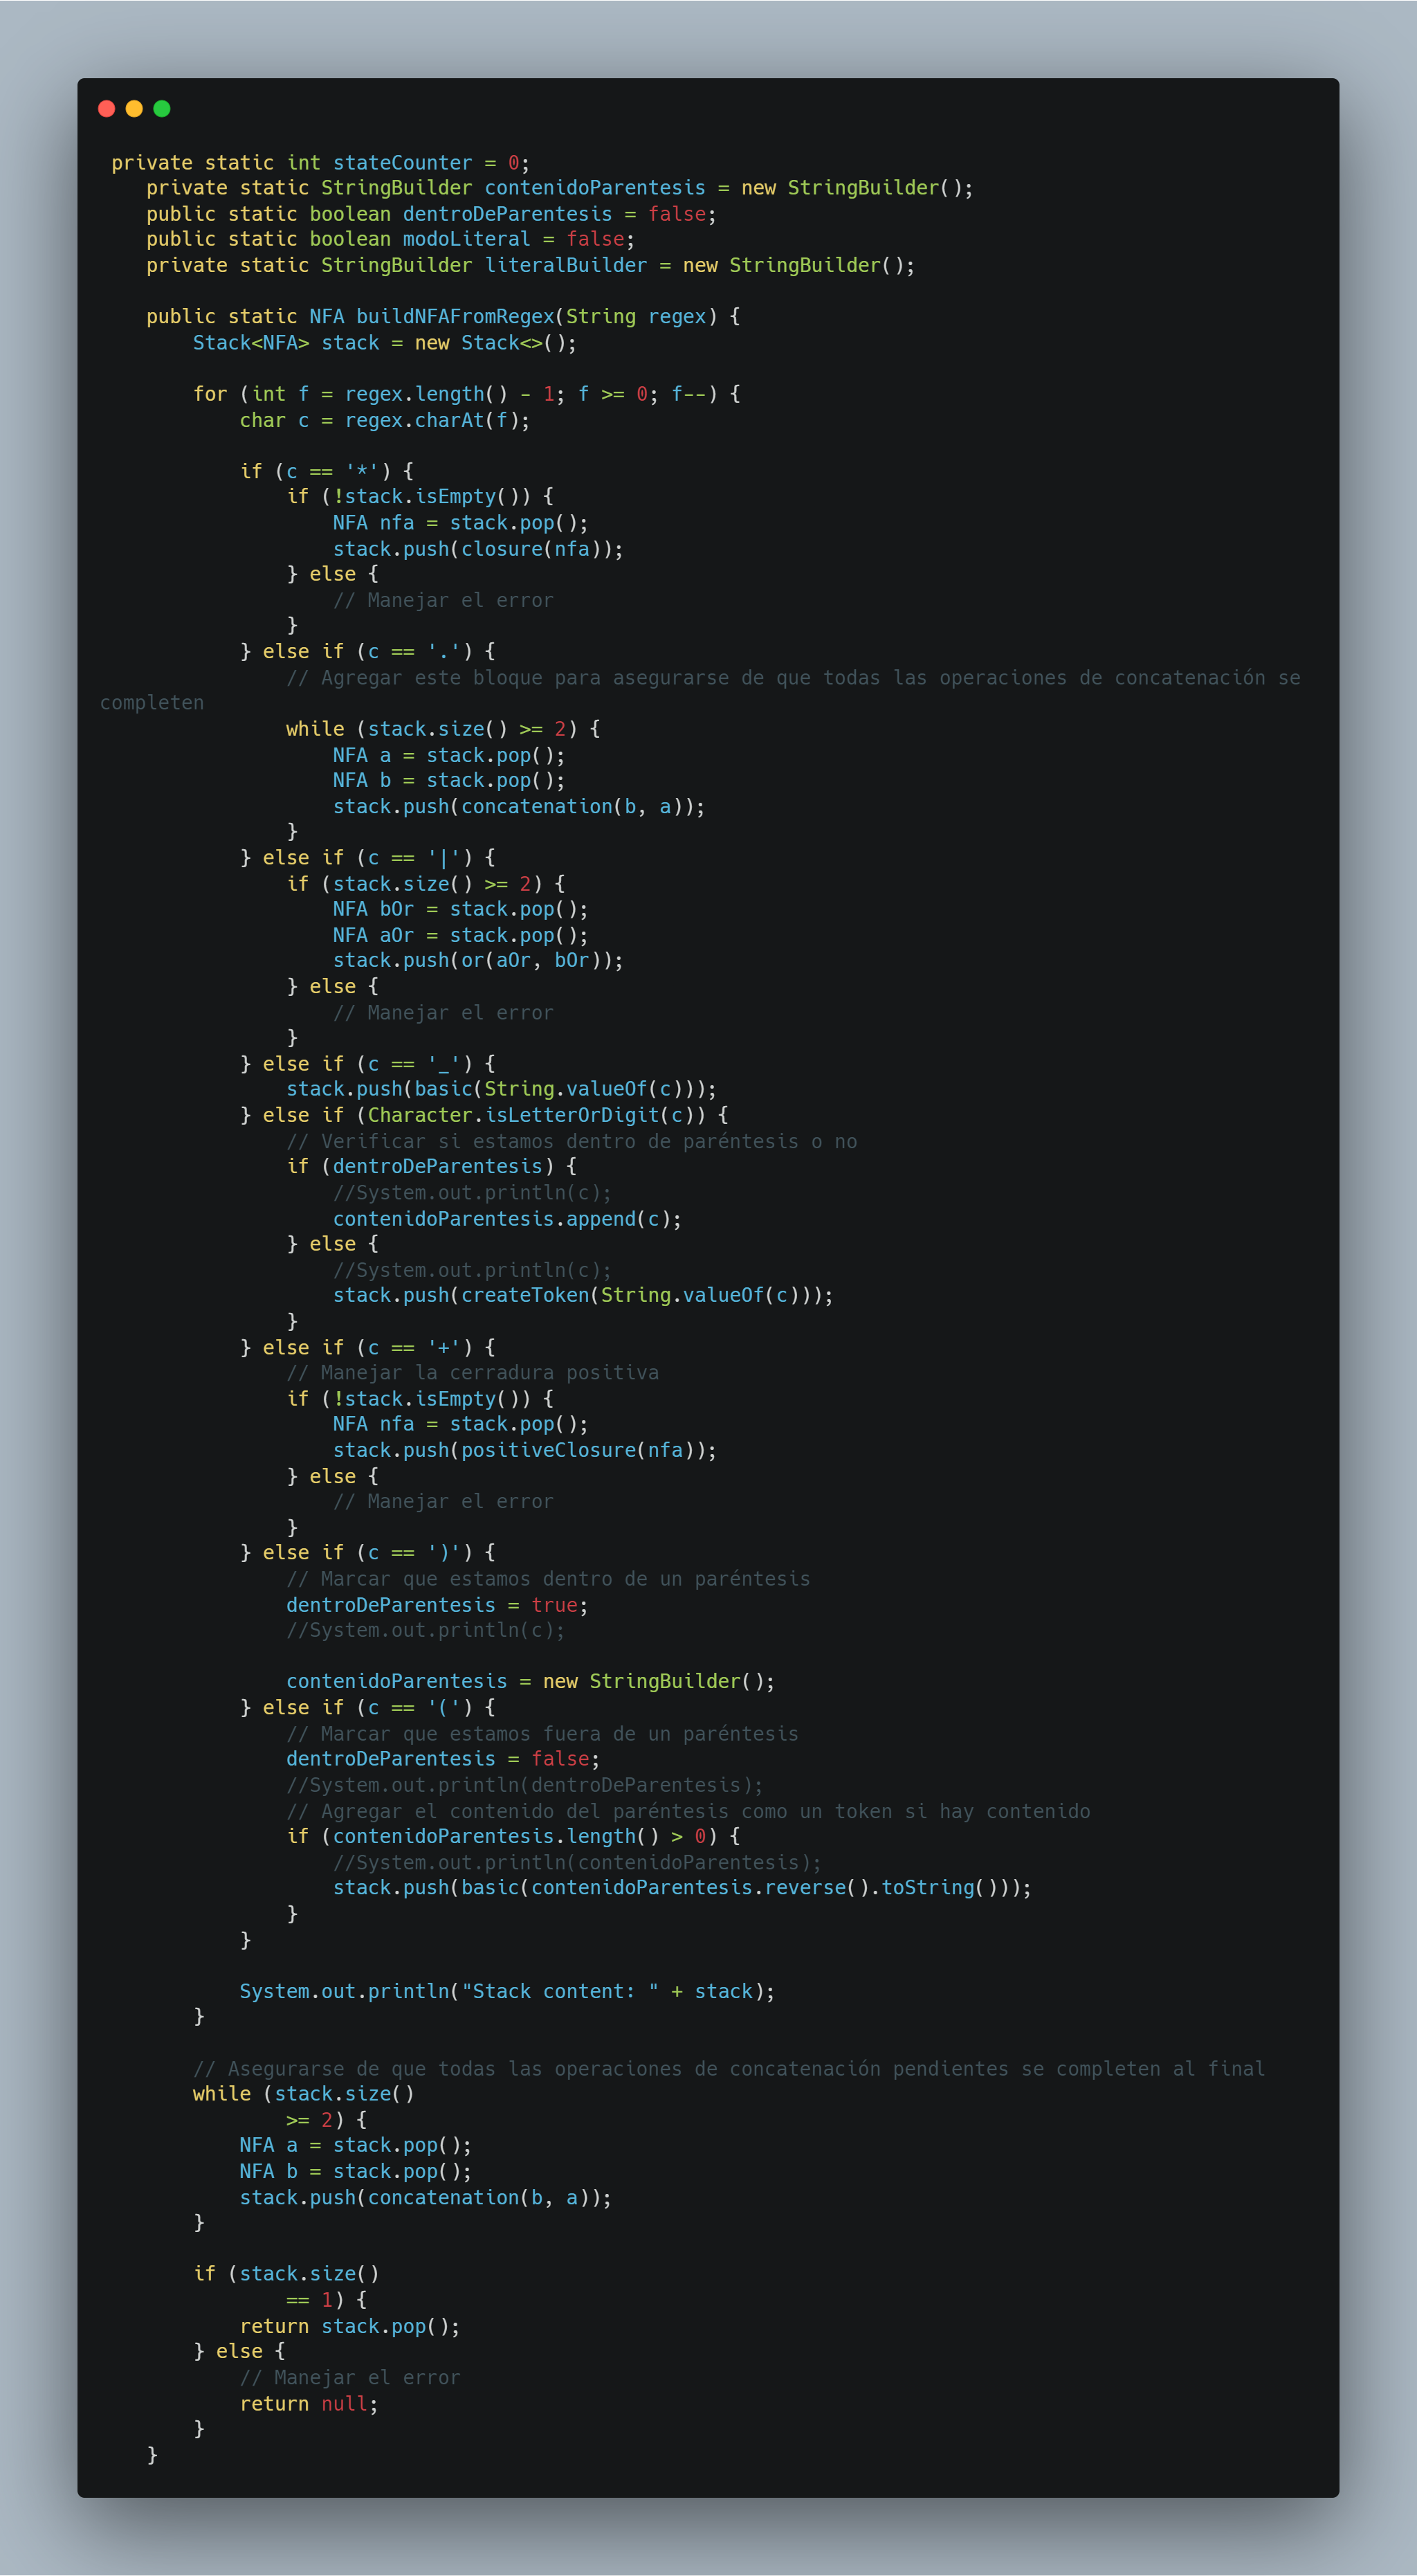 private static int stateCounter = 0;
    private static StringBuilder contenidoParentesis = new StringBuilder();
    public static boolean dentroDeParentesis = false;
    public static boolean modoLiteral = false;
    private static StringBuilder literalBuilder = new StringBuilder();

    public static NFA buildNFAFromRegex(String regex) {
        Stack<NFA> stack = new Stack<>();

        for (int f = regex.length() - 1; f >= 0; f--) {
            char c = regex.charAt(f);

            if (c == '*') {
                if (!stack.isEmpty()) {
                    NFA nfa = stack.pop();
                    stack.push(closure(nfa));
                } else {
                    // Manejar el error
                }
            } else if (c == '.') {
                // Agregar este bloque para asegurarse de que todas las operaciones de concatenación se
completen
                while (stack.size() >= 2) {
                    NFA a = stack.pop();
                    NFA b = stack.pop();
                    stack.push(concatenation(b, a));
                }
            } else if (c == '|') {
                if (stack.size() >= 2) {
                    NFA bOr = stack.pop();
                    NFA aOr = stack.pop();
                    stack.push(or(aOr, bOr));
                } else {
                    // Manejar el error
                }
            } else if (c == '_') {
                stack.push(basic(String.valueOf(c)));
            } else if (Character.isLetterOrDigit(c)) {
                // Verificar si estamos dentro de paréntesis o no
                if (dentroDeParentesis) {
                    //System.out.println(c);
                    contenidoParentesis.append(c);
                } else {
                    //System.out.println(c);
                    stack.push(createToken(String.valueOf(c)));
                }
            } else if (c == '+') {
                // Manejar la cerradura positiva
                if (!stack.isEmpty()) {
                    NFA nfa = stack.pop();
                    stack.push(positiveClosure(nfa));
                } else {
                    // Manejar el error
                }
            } else if (c == ')') {
                // Marcar que estamos dentro de un paréntesis
                dentroDeParentesis = true;
                //System.out.println(c);

                contenidoParentesis = new StringBuilder();
            } else if (c == '(') {
                // Marcar que estamos fuera de un paréntesis
                dentroDeParentesis = false;
                //System.out.println(dentroDeParentesis);
                // Agregar el contenido del paréntesis como un token si hay contenido
                if (contenidoParentesis.length() > 0) {
                    //System.out.println(contenidoParentesis);
                    stack.push(basic(contenidoParentesis.reverse().toString()));
                }
            }

            System.out.println("Stack content: " + stack);
        }

        // Asegurarse de que todas las operaciones de concatenación pendientes se completen al final
        while (stack.size()
                >= 2) {
            NFA a = stack.pop();
            NFA b = stack.pop();
            stack.push(concatenation(b, a));
        }

        if (stack.size()
                == 1) {
            return stack.pop();
        } else {
            // Manejar el error
            return null;
        }
    }